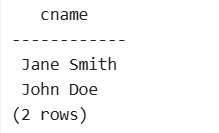 cname
------------
Jane Smith
John Doe
(2 rows)